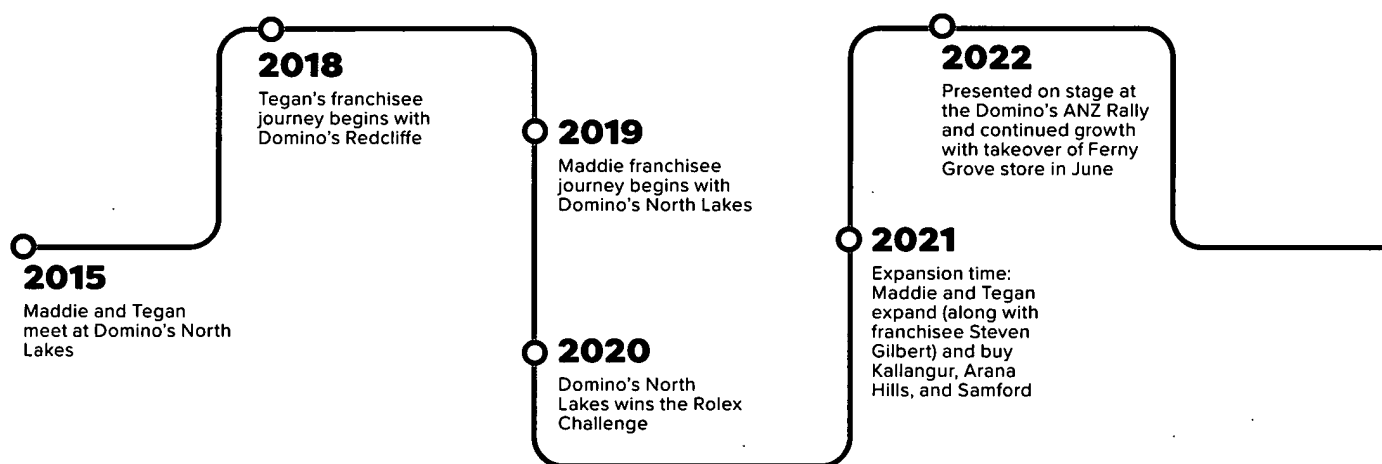 2015
Maddie and Tegan
meet at Domino's North
Lakes
2018
Tegan's franchisee
journey begins with
Domino's Redcliffe
2019
Maddie franchisee
journey begins with
Domino's North Lakes
2020
Domino's North
Lakes wins the Rolex
Challenge
2021
Expansion time:
Maddie and Tegan
expand (along with
franchisee Steven
Gilbert) and buy
Kallangur, Arana
Hills, and Samford
2022
Presented on stage at
the Domino's ANZ Rally
and continued growth
with takeover of Ferny
Grove store in June